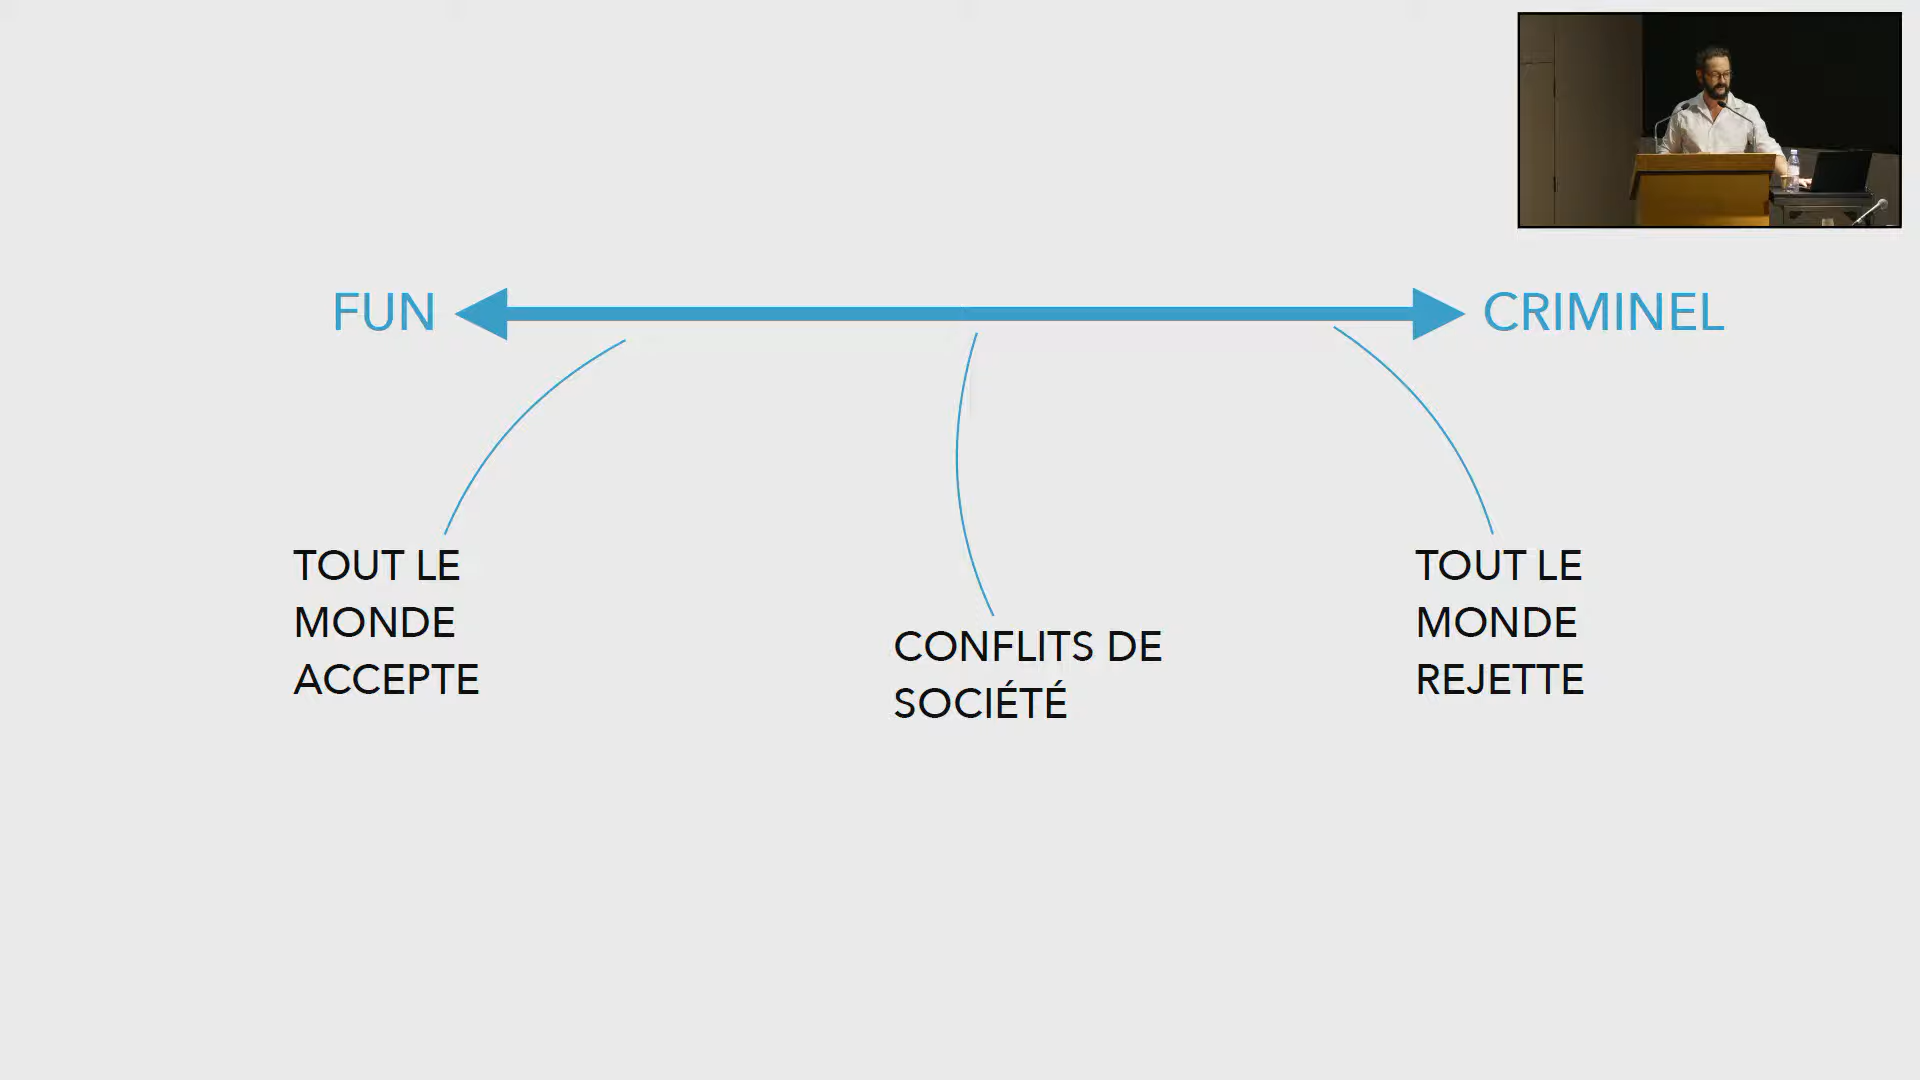 FUN
CRIMINEL
TOUT LE
MONDE
ACCEPTE
CONFLITS DE
SOCIÉTÉ
TOUT LE
MONDE
REJETTE